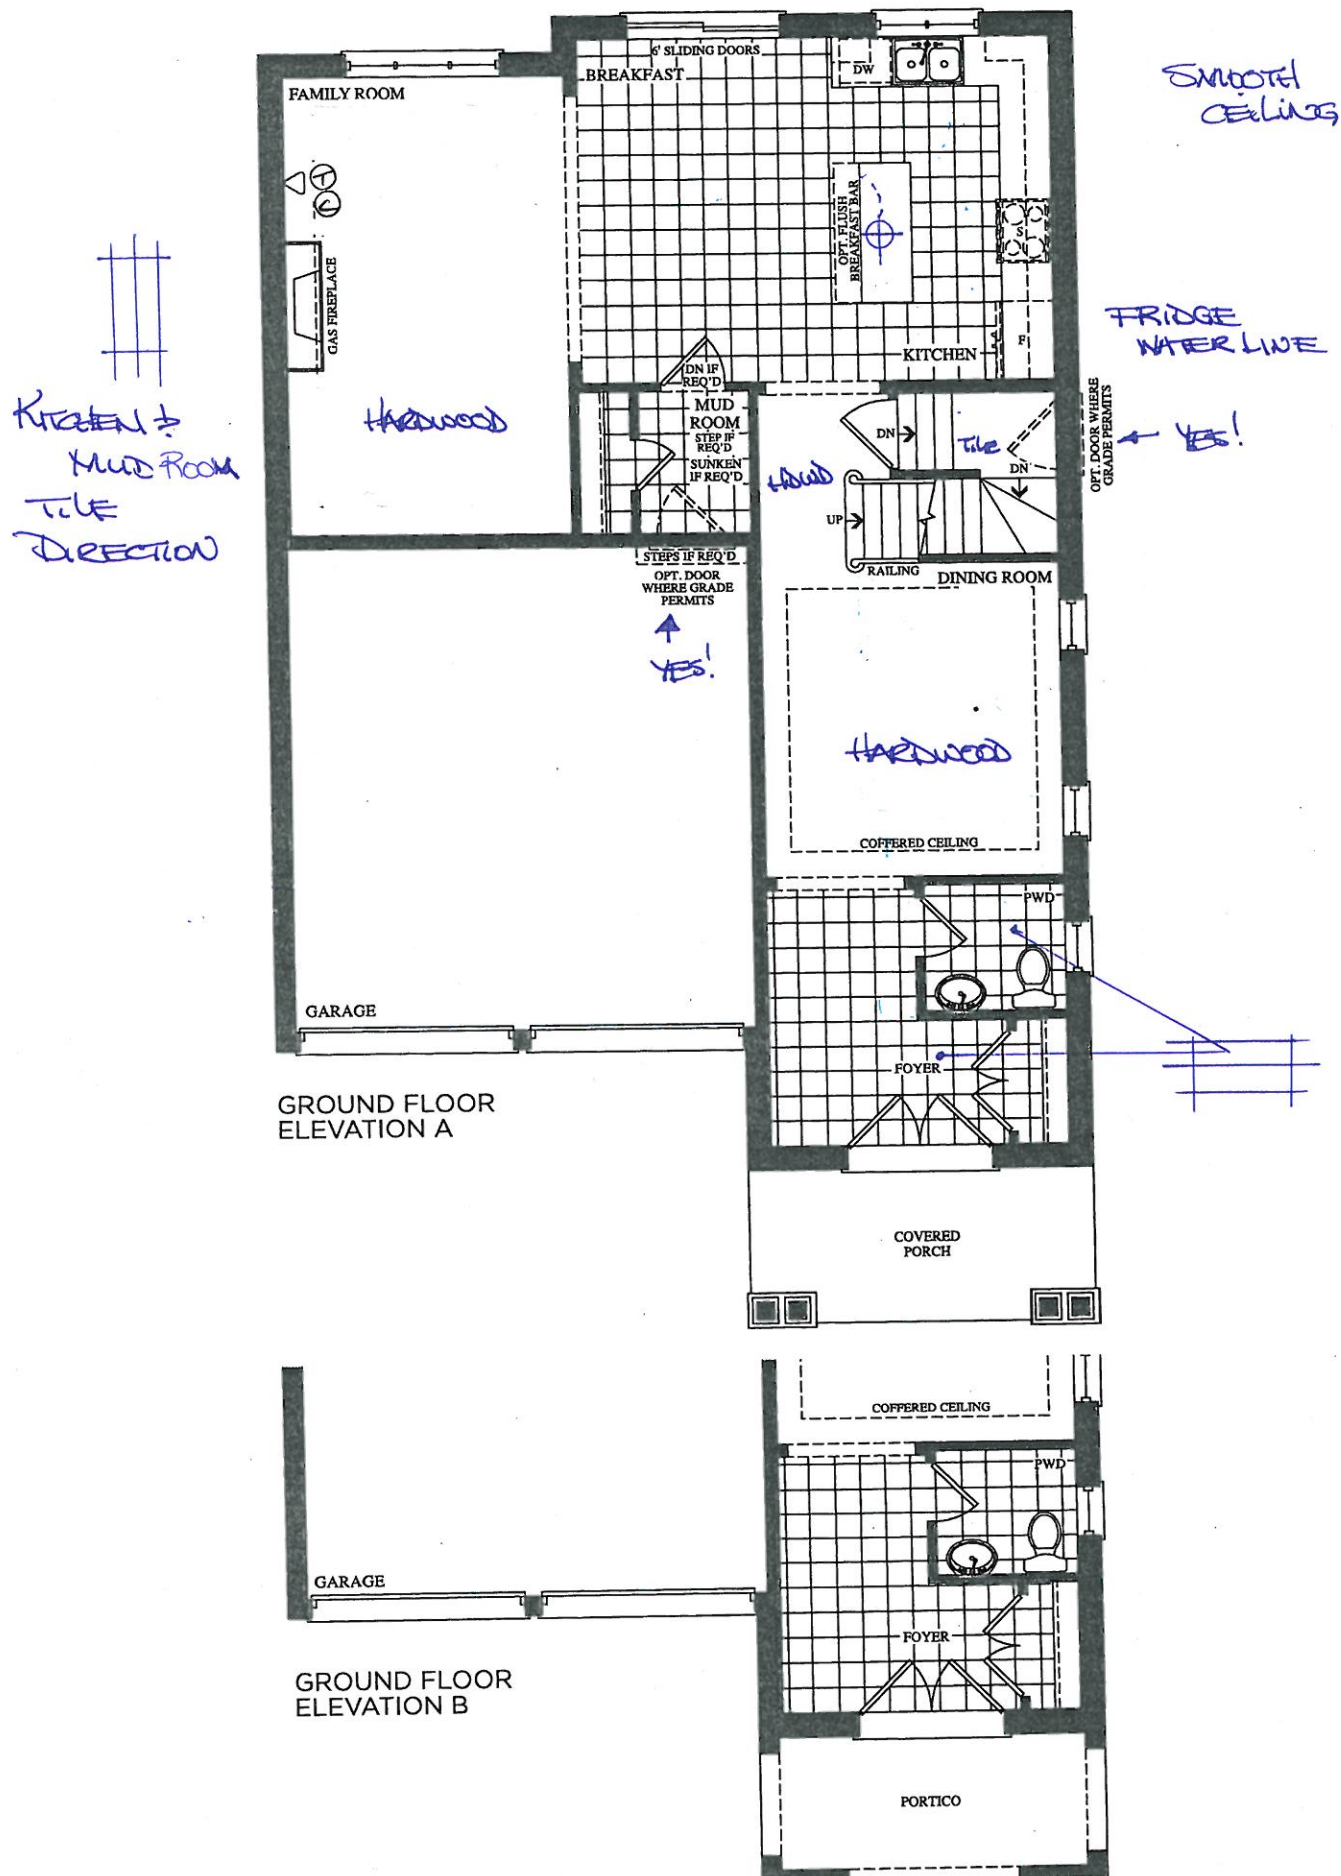 6' SLIDING DOORS
BREAKFAST
DW
FAMILY ROOM
SMOOTH
CEILING
T
C
OPT. FLUSH
BREAKFAST BAR
S
GAS FIREPLACE
FRIDGE
WATER LINE
KITCHEN
F
DN IF
REQ'D
MUD
ROOM
STEP IF
REQ'D
SUNKEN
IF REQ'D
HARDWOOD
KITCHEN &
MUD ROOM
TILE
DIRECTION
DN
TILE
DN
OPT. DOOR WHERE
GRADE PERMITS
YES!
HDWD
UP
RAILING
DINING ROOM
STEPS IF REQ'D
OPT. DOOR
WHERE GRADE
PERMITS
YES!
HARDWOOD
COFFERED CEILING
PWD
GARAGE
FOYER
GROUND FLOOR
ELEVATION A
COVERED
PORCH
COFFERED CEILING
PWD
GARAGE
FOYER
GROUND FLOOR
ELEVATION B
PORTICO